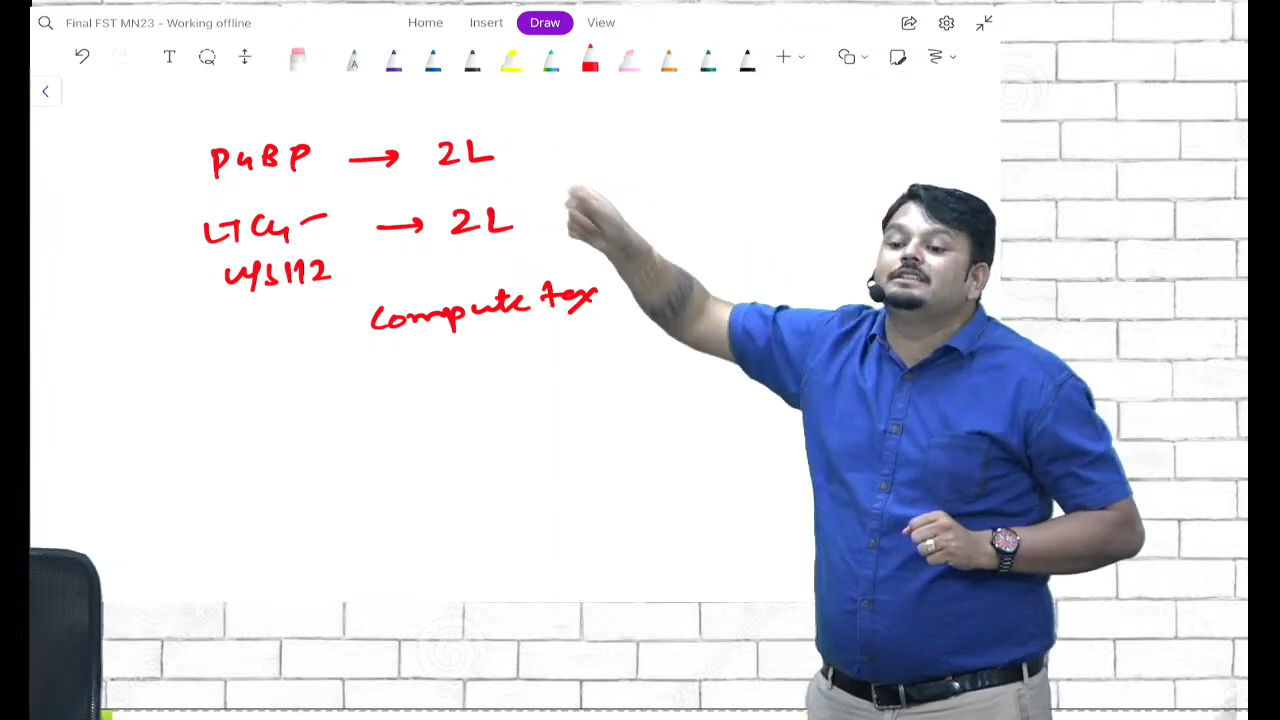 Final FST MN23 - Working offline
Home Insert Draw View
T
A
PGBP → 2L
LTCG → 2L
u/s 112
Compute tax